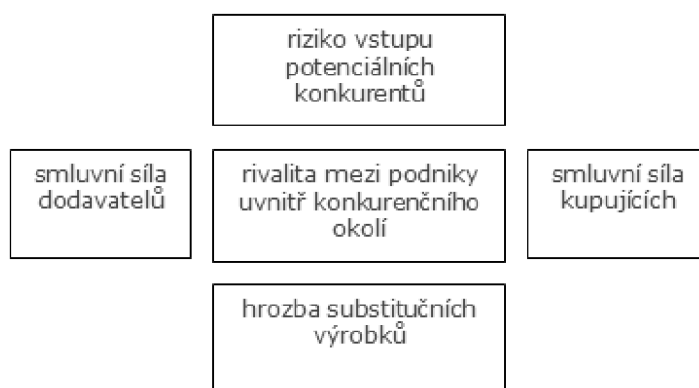 riziko vstupu
potenciálních
konkurentů
smluvní síla
dodavatelů
rivalita mezi podniky
uvnitř konkurenčního
okolí
smluvní síla
kupujících
hrozba substitučních
výrobků